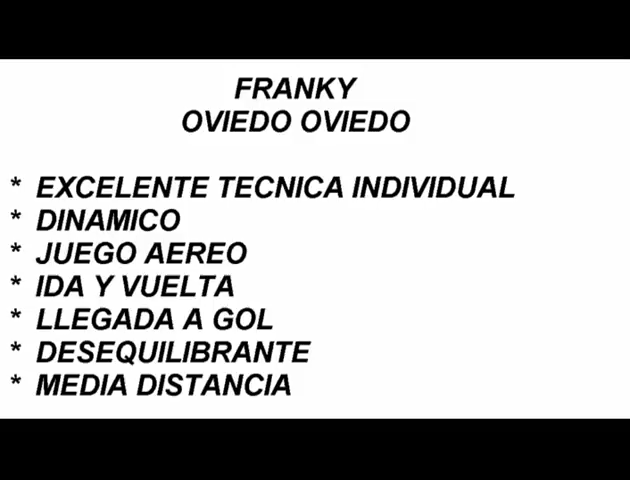 FRANKY
OVIEDO OVIEDO
* EXCELENTE TECNICA INDIVIDUAL
* DINAMICO
* JUEGO AEREO
* IDA Y VUELTA
* LLEGADA A GOL
* DESEQUILIBRANTE
* MEDIA DISTANCIA